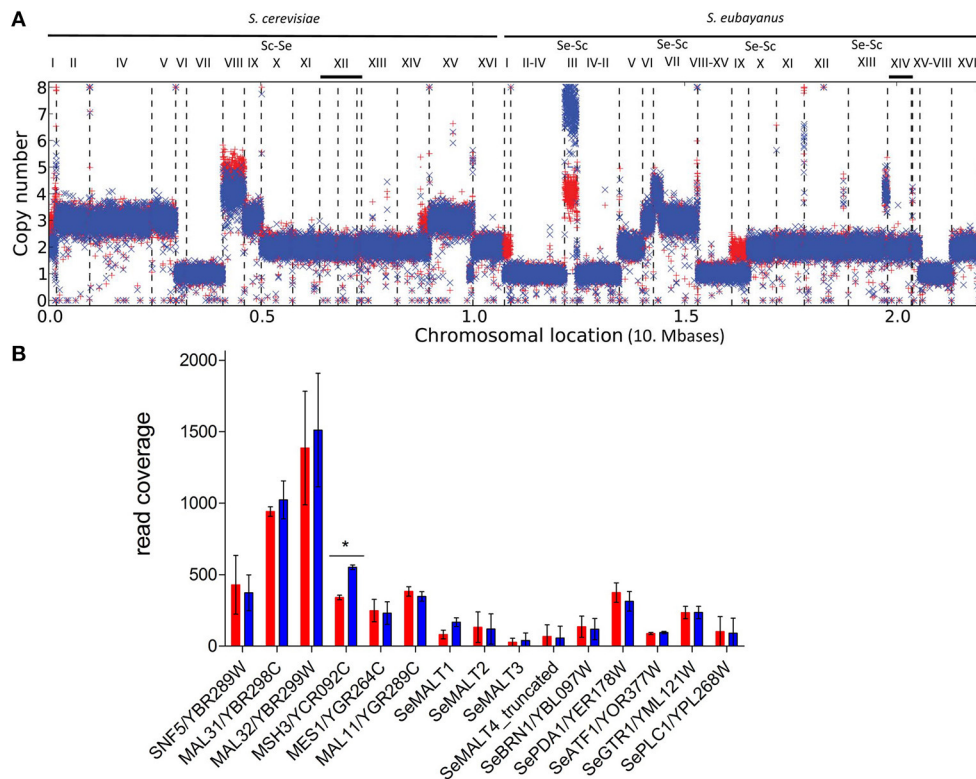 A
S. cerevisiae
S. eubayanus
Sc-Se
Se-Sc
Se-Sc
Se-Sc
Se-Sc
I II IV V VI VII VIII IX X XI XII XIII XIV XV XVI I II-IV III IV-II V VI VII VIII-XV IX X XI XII XIII XIV XV-VIII XVI
Copy number
8
7
6
5
4
3
2
1
0
0.0 0.5 1.0 1.5 2.0
Chromosomal location (10. Mbases)
B
read coverage
2000
1500
1000
500
0
*
SNF5/YBR289W
MAL31/YBR298C
MAL32/YBR299W
MSH3/YCR092C
MES1/YGR264C
MAL11/YGR289C
SeMALT1
SeMALT2
SeMALT3
SeMALT4_truncated
SeBRN1/YBL097W
SePDA1/YER178W
SeATF1/YOR377W
SeGTR1/YML121W
SePLC1/YPL268W